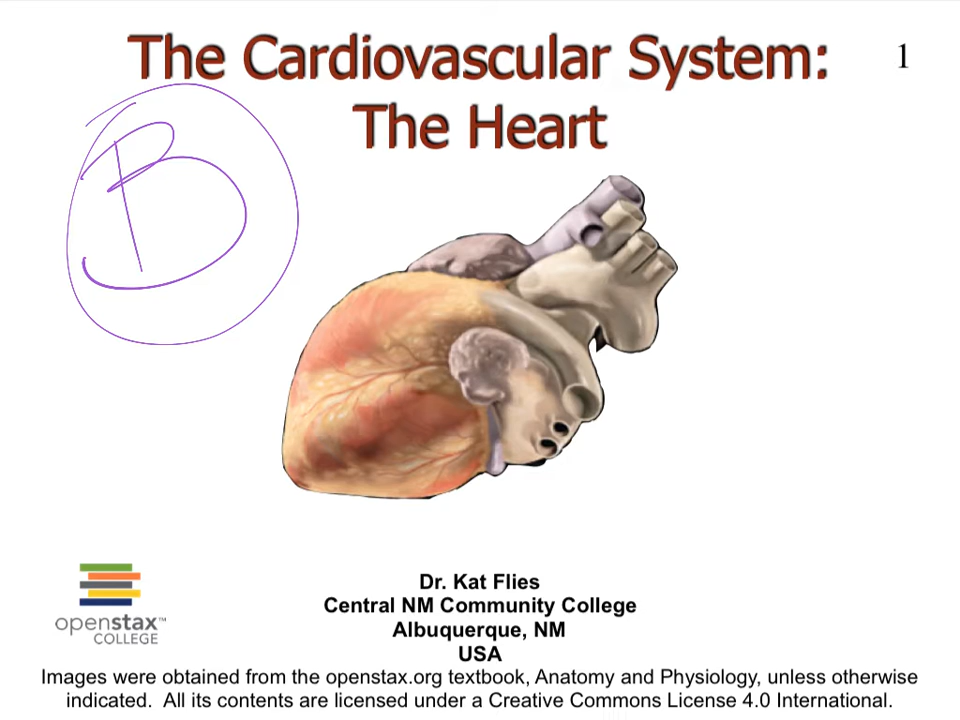 The Cardiovascular System:
The Heart
1
B
Dr. Kat Flies
Central NM Community College
Albuquerque, NM
USA
openstax™
COLLEGE
Images were obtained from the openstax.org textbook, Anatomy and Physiology, unless otherwise
indicated.  All its contents are licensed under a Creative Commons License 4.0 International.